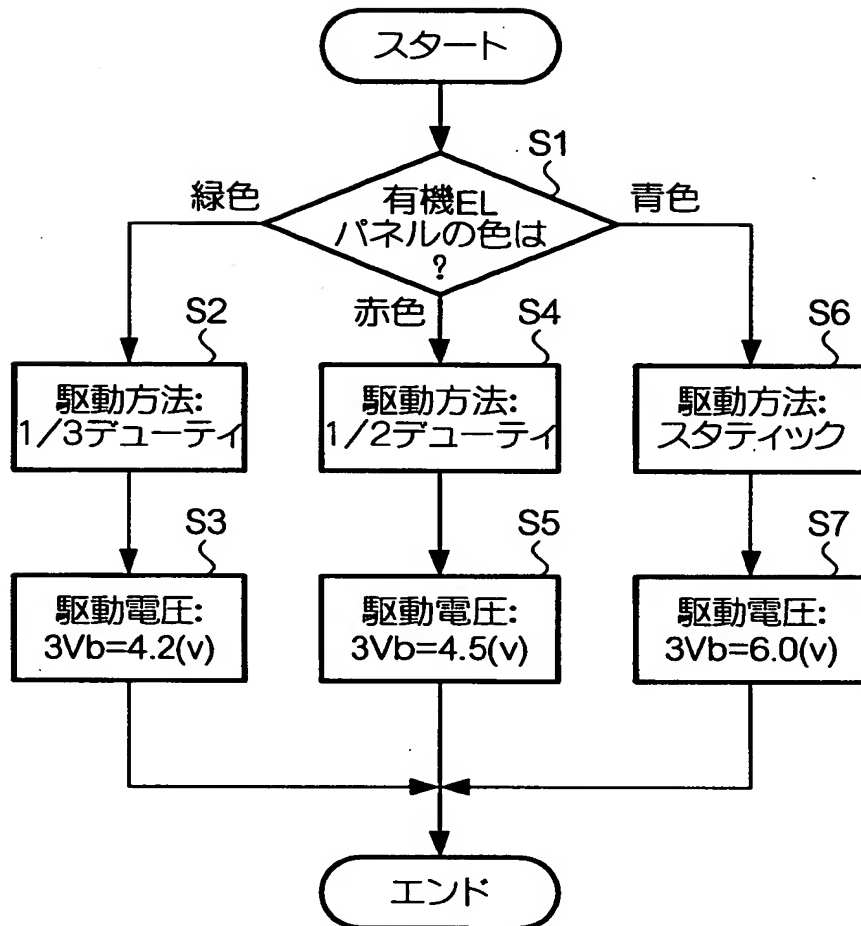 スタート
S1
有機EL
パネルの色は
?
緑色
赤色
青色
S2
駆動方法:
1/3デューティ
S4
駆動方法:
1/2デューティ
S6
駆動方法:
スタティック
S3
駆動電圧:
3Vb=4.2(v)
S5
駆動電圧:
3Vb=4.5(v)
S7
駆動電圧:
3Vb=6.0(v)
エンド